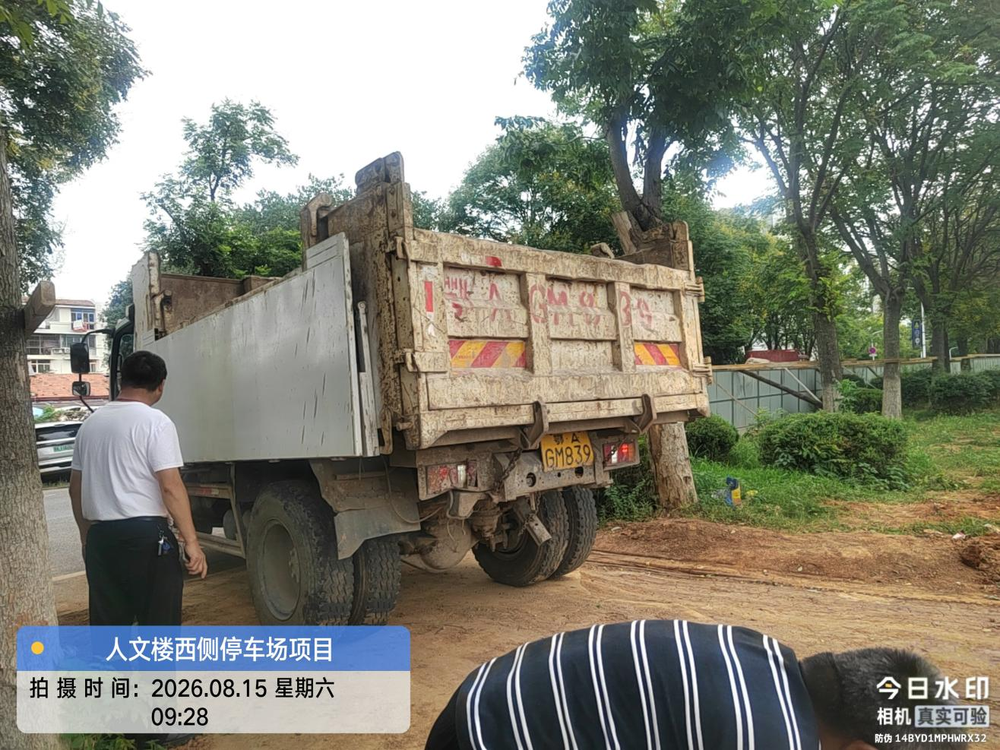 鄂A GM839
鄂·A
GM839
人文楼西侧停车场项目
拍摄时间: 2026.08.15 星期六
09:28
今日水印
相机 真实可验
防伪 14BYD1MPHWRX32